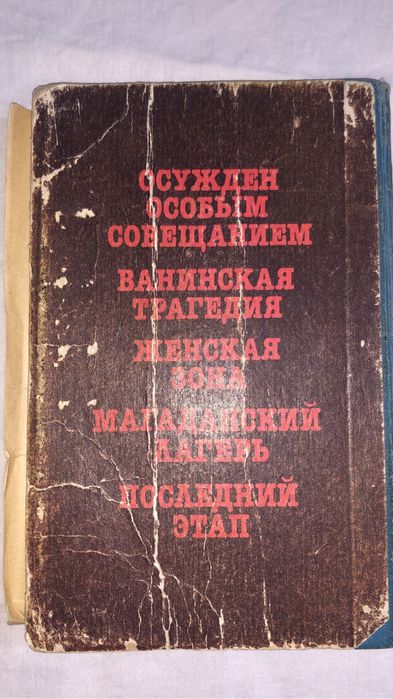 ОСУЖДЕН
ОСОБЫМ
СОВЕЩАНИЕМ
ВАНИНСКАЯ
ТРАГЕДИЯ
ЖЕНСКАЯ
ЗОНА
МАГАДАНСКИЙ
ЛАГЕРЬ
ПОСЛЕДНИЙ
ЭТАП